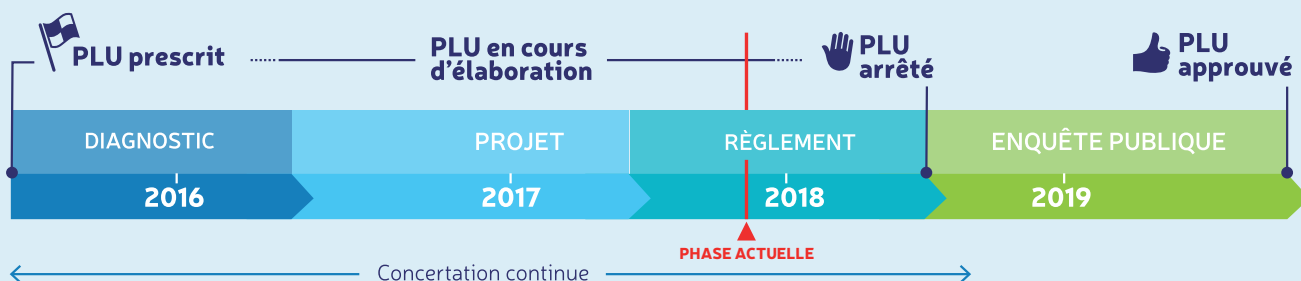 PLU prescrit
PLU en cours
d'élaboration
PLU
arrêté
PLU
approuvé
DIAGNOSTIC
PROJET
RÈGLEMENT
ENQUÊTE PUBLIQUE
2016
2017
2018
2019
PHASE ACTUELLE
Concertation continue